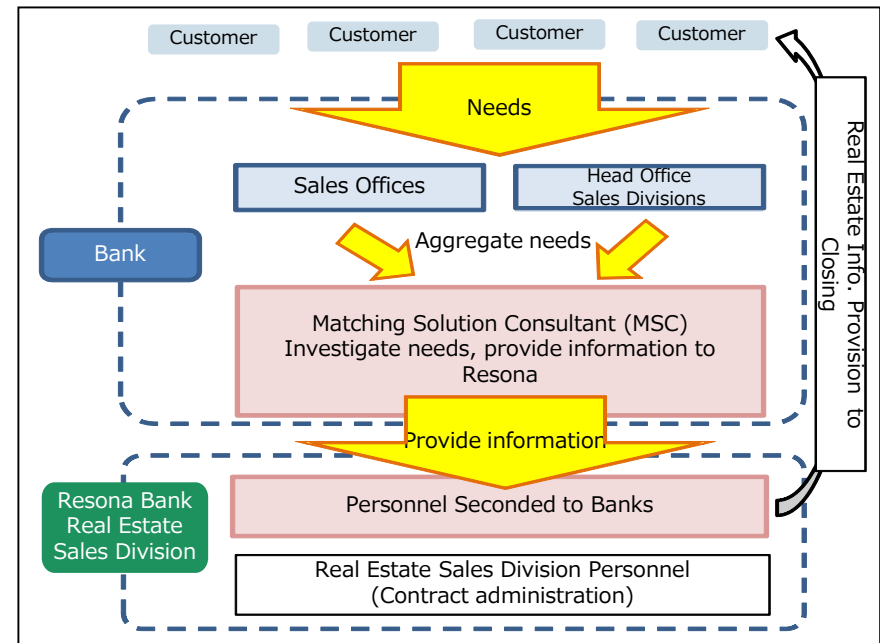 Customer
Customer
Customer
Customer
Needs
Sales Offices
Head Office
Sales Divisions
Bank
Aggregate needs
Matching Solution Consultant (MSC)
Investigate needs, provide information to
Resona
Provide information
Real Estate Info. Provision to
Closing
Resona Bank
Real Estate
Sales Division
Personnel Seconded to Banks
Real Estate Sales Division Personnel
(Contract administration)